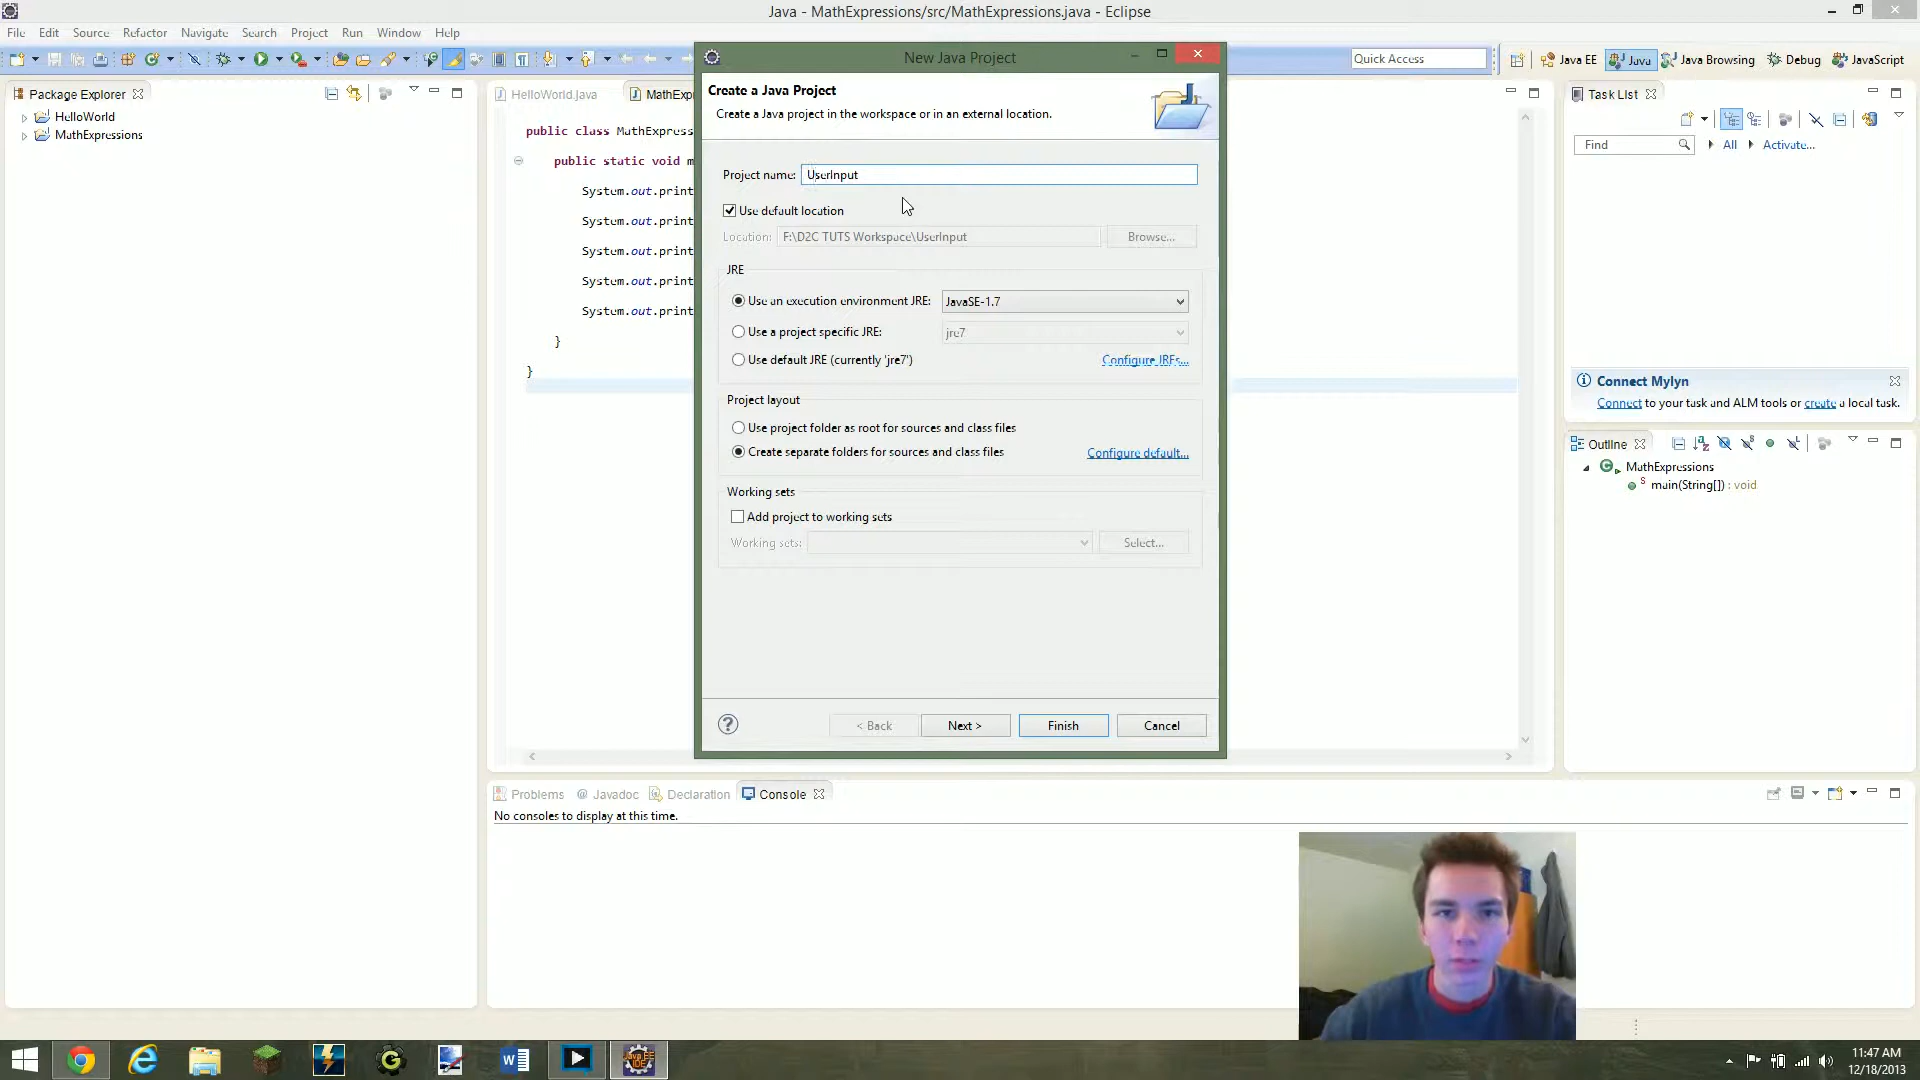 Java - MathExpressions/src/MathExpressions.java - Eclipse
File Edit Source Refactor Navigate Search Project Run Window Help
Quick Access
Java EE Java Java Browsing Debug JavaScript
Package Explorer
HelloWorld
MathExpressions
HelloWorld.java MathExp
public class MathExpress
public static void m
System.out.print
System.out.print
System.out.print
System.out.print
System.out.print
}
}
New Java Project
Create a Java Project
Create a Java project in the workspace or in an external location.
Project name: UserInput
Use default location
Location: F:\D2C TUTS Workspace\UserInput Browse...
JRE
Use an execution environment JRE: JavaSE-1.7
Use a project specific JRE: jre7
Use default JRE (currently 'jre7') Configure JREs...
Project layout
Use project folder as root for sources and class files
Create separate folders for sources and class files Configure default...
Working sets
Add project to working sets
Working sets: Select...
< Back Next > Finish Cancel
Task List
Find All Activate...
Connect Mylyn
Connect to your task and ALM tools or create a local task.
Outline
MathExpressions
main(String[]) : void
Problems @ Javadoc Declaration Console
No consoles to display at this time.
Java EE
IDE
11:47 AM
12/18/2013